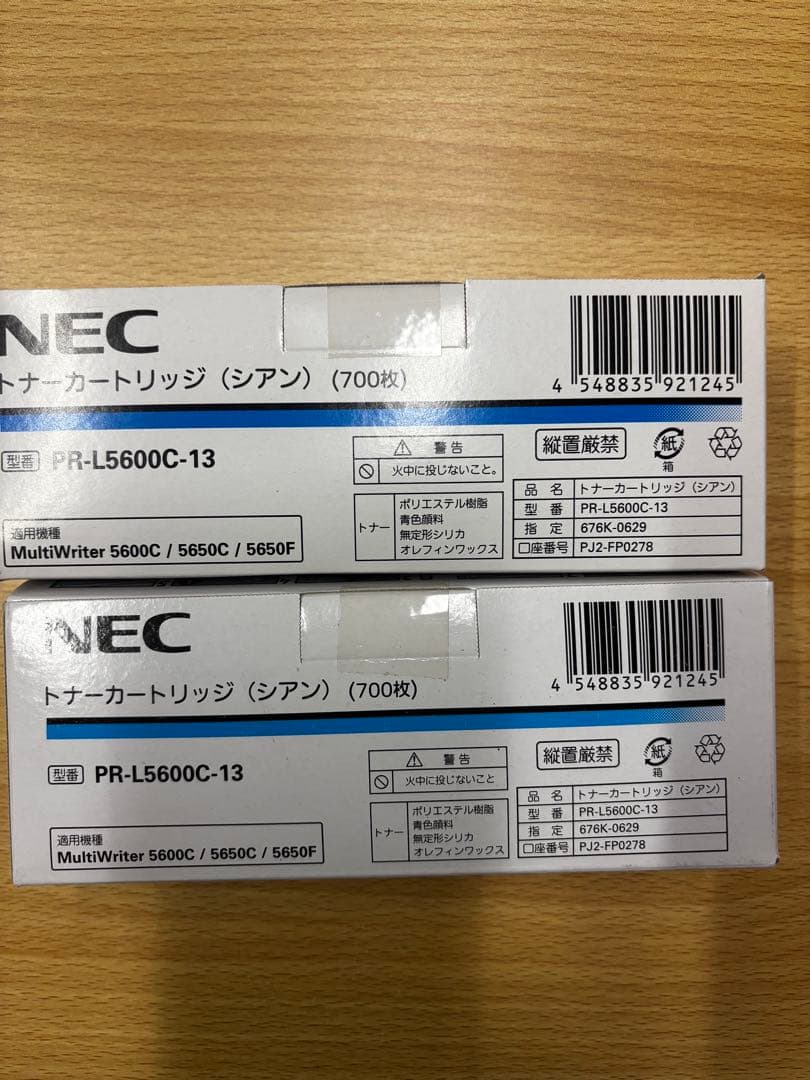 NEC
トナーカートリッジ（シアン）(700枚)
4 548835 921245
型番 PR-L5600C-13
⚠ 警告
火中に投じないこと。
縦置厳禁
紙
箱
トナー
ポリエステル樹脂
青色顔料
無定形シリカ
オレフィンワックス
品名 トナーカートリッジ（シアン）
型番 PR-L5600C-13
指定 676K-0629
口座番号 PJ2-FP0278
適用機種
MultiWriter 5600C / 5650C / 5650F
NEC
トナーカートリッジ（シアン）(700枚)
4 548835 921245
型番 PR-L5600C-13
⚠ 警告
火中に投じないこと
縦置厳禁
紙
箱
トナー
ポリエステル樹脂
青色顔料
無定形シリカ
オレフィンワックス
品名 トナーカートリッジ（シアン）
型番 PR-L5600C-13
指定 676K-0629
口座番号 PJ2-FP0278
適用機種
MultiWriter 5600C / 5650C / 5650F